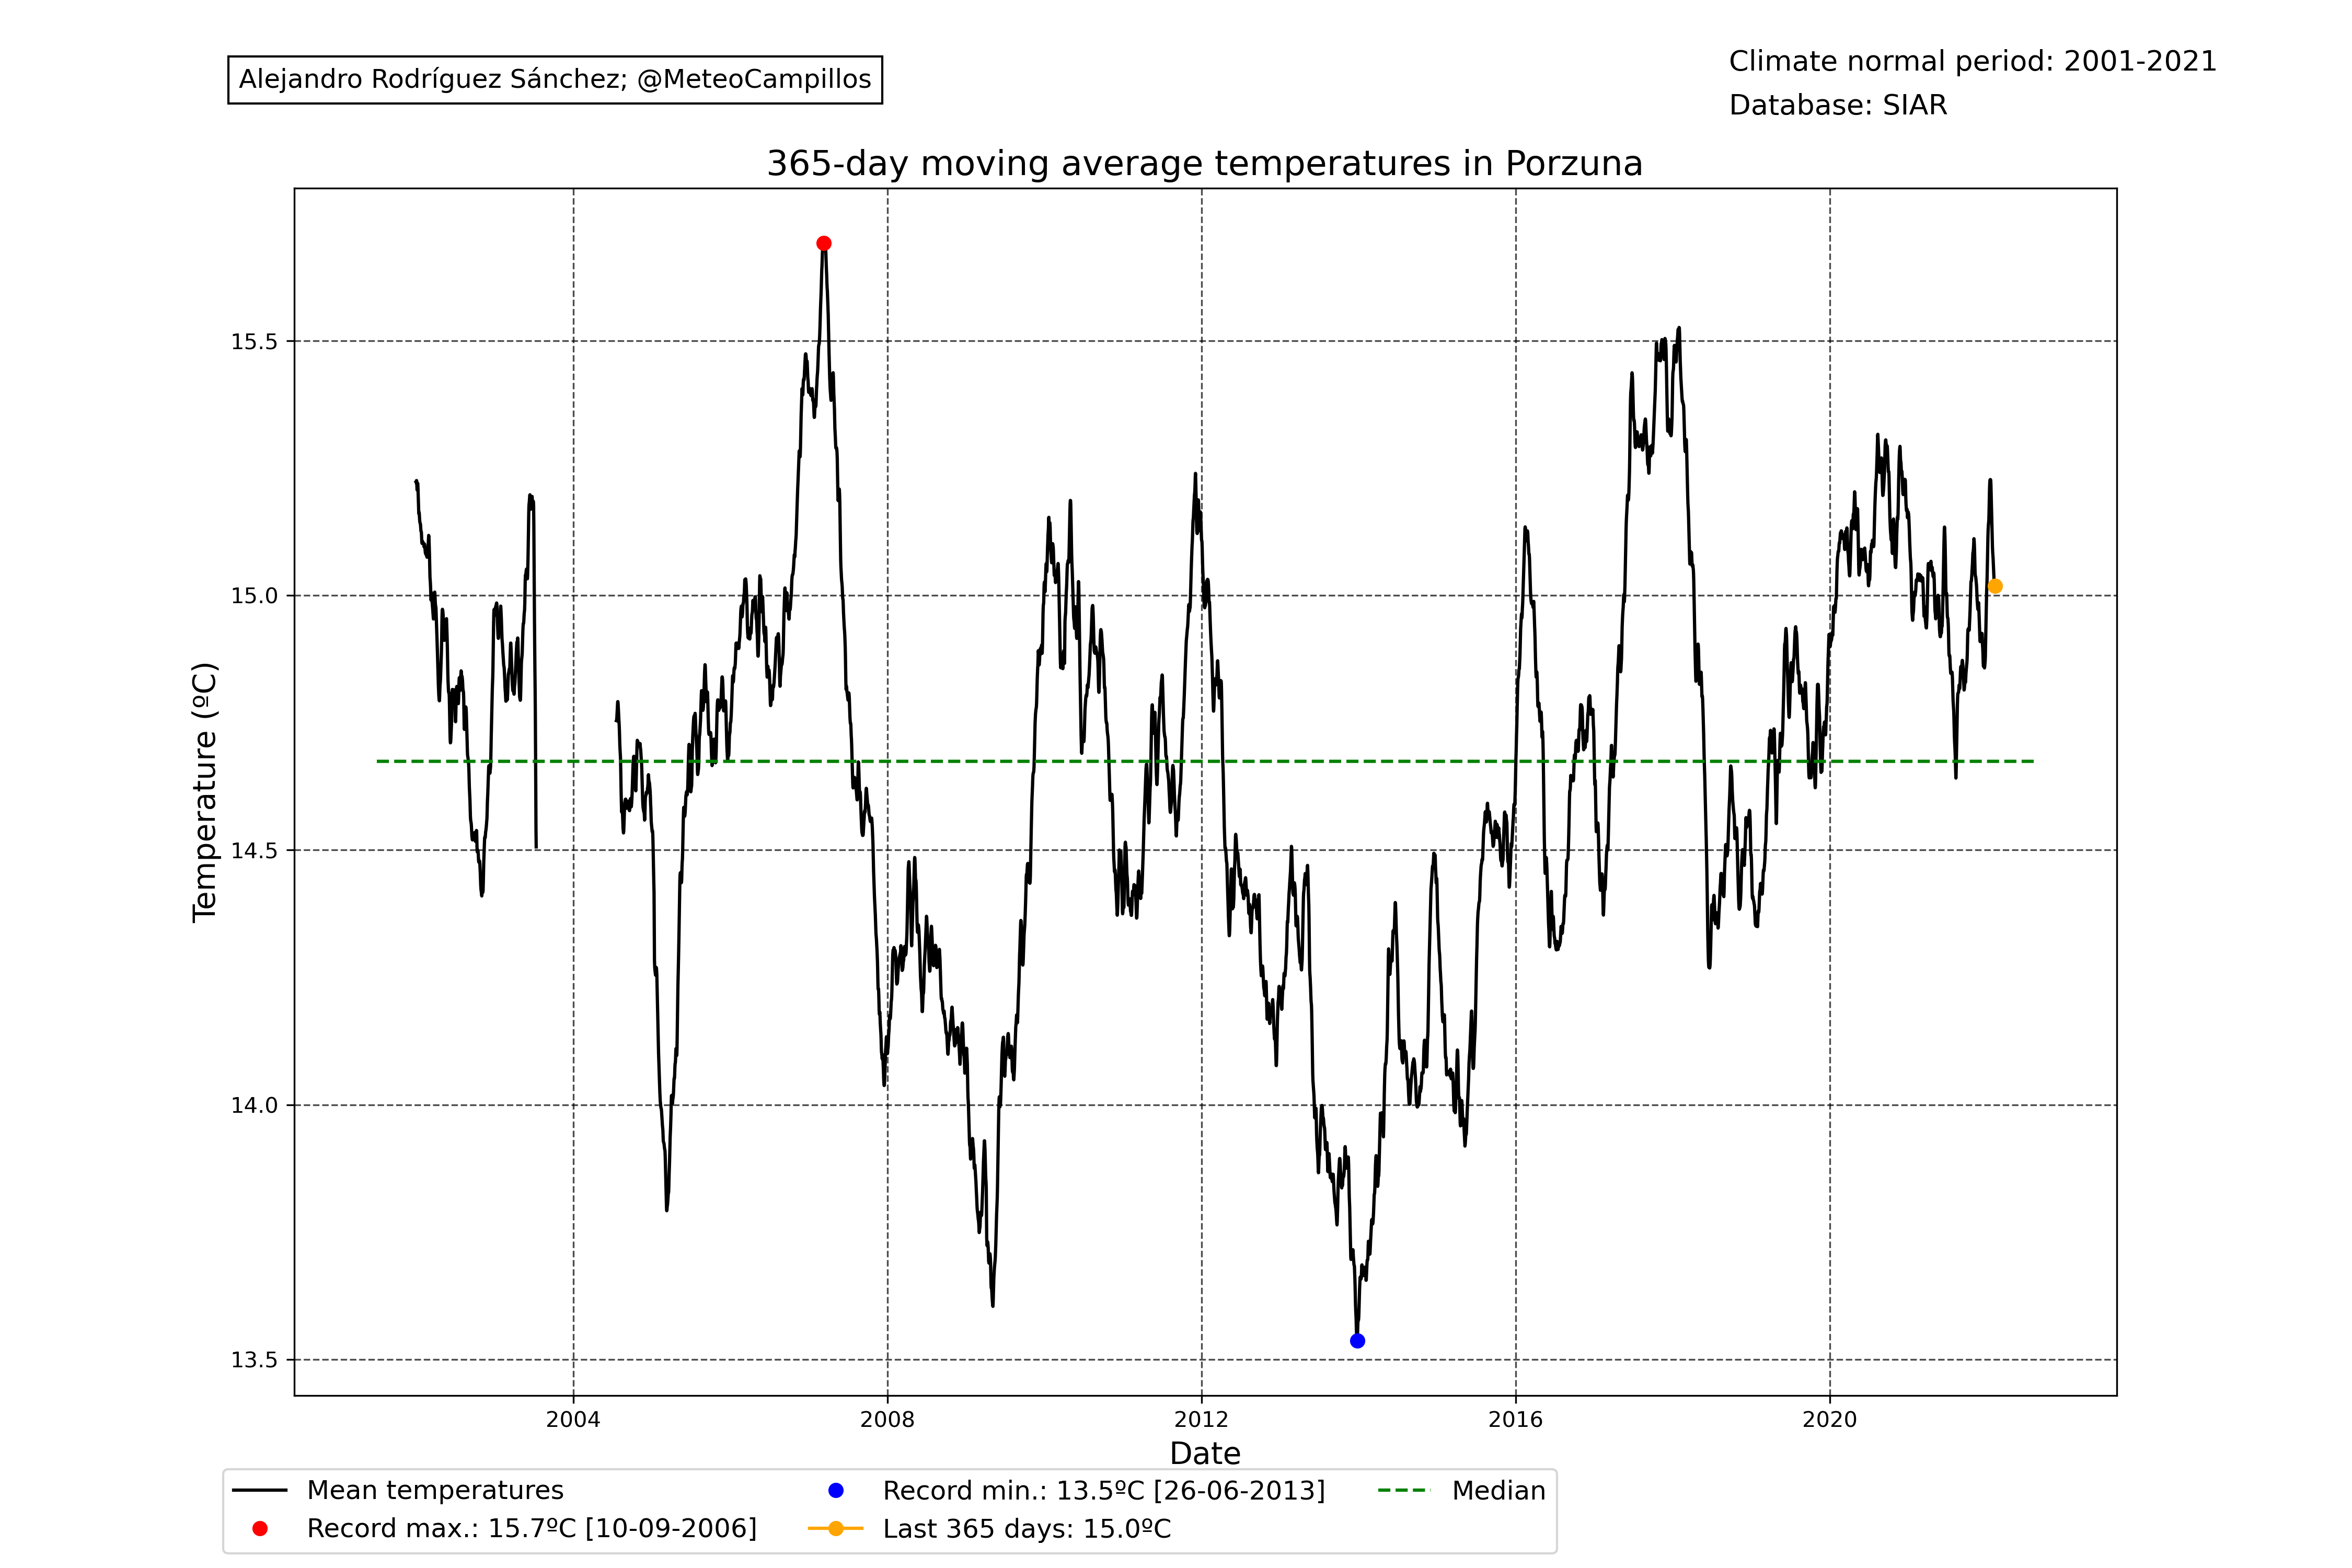 Alejandro Rodríguez Sánchez; @MeteoCampillos
Climate normal period: 2001-2021
Database: SIAR
365-day moving average temperatures in Porzuna
Temperature (ºC)
15.5
15.0
14.5
14.0
13.5
2004
2008
2012
2016
2020
Date
Mean temperatures
Record max.: 15.7ºC [10-09-2006]
Record min.: 13.5ºC [26-06-2013]
Last 365 days: 15.0ºC
Median